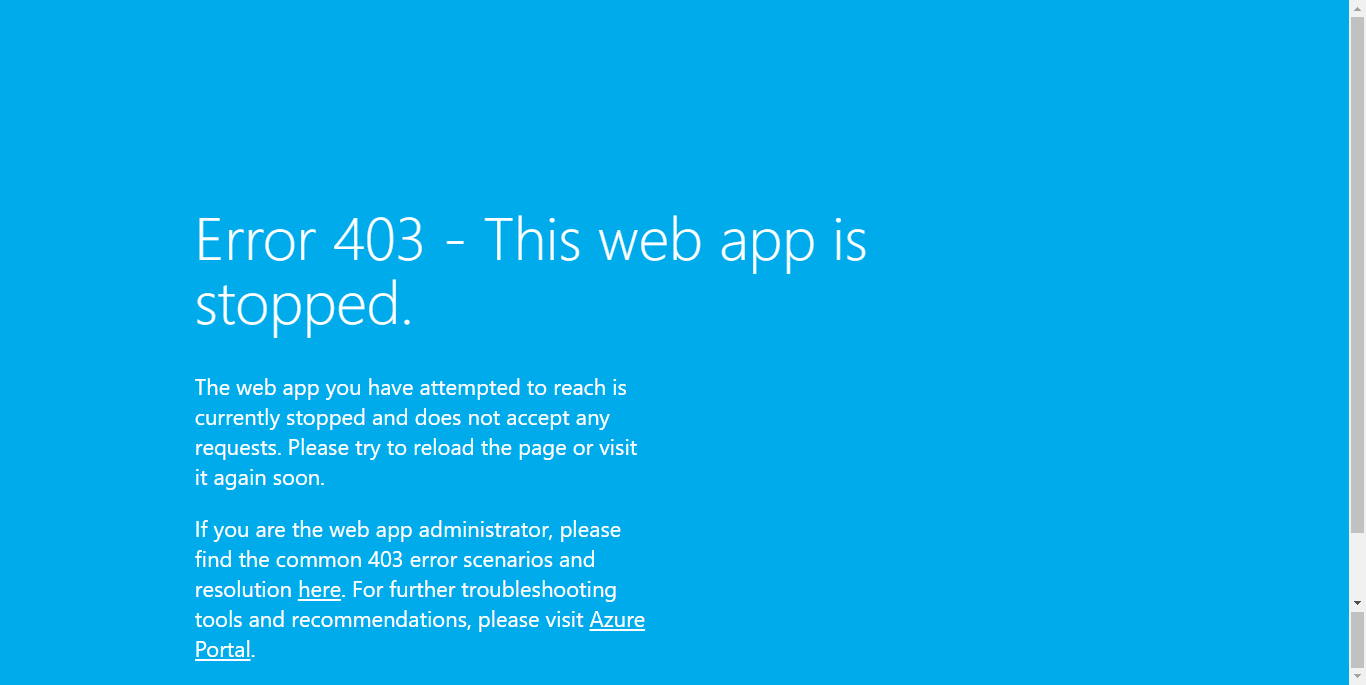 Error 403 - This web app is
stopped.
The web app you have attempted to reach is
currently stopped and does not accept any
requests. Please try to reload the page or visit
it again soon.
If you are the web app administrator, please
find the common 403 error scenarios and
resolution here. For further troubleshooting
tools and recommendations, please visit Azure
Portal.